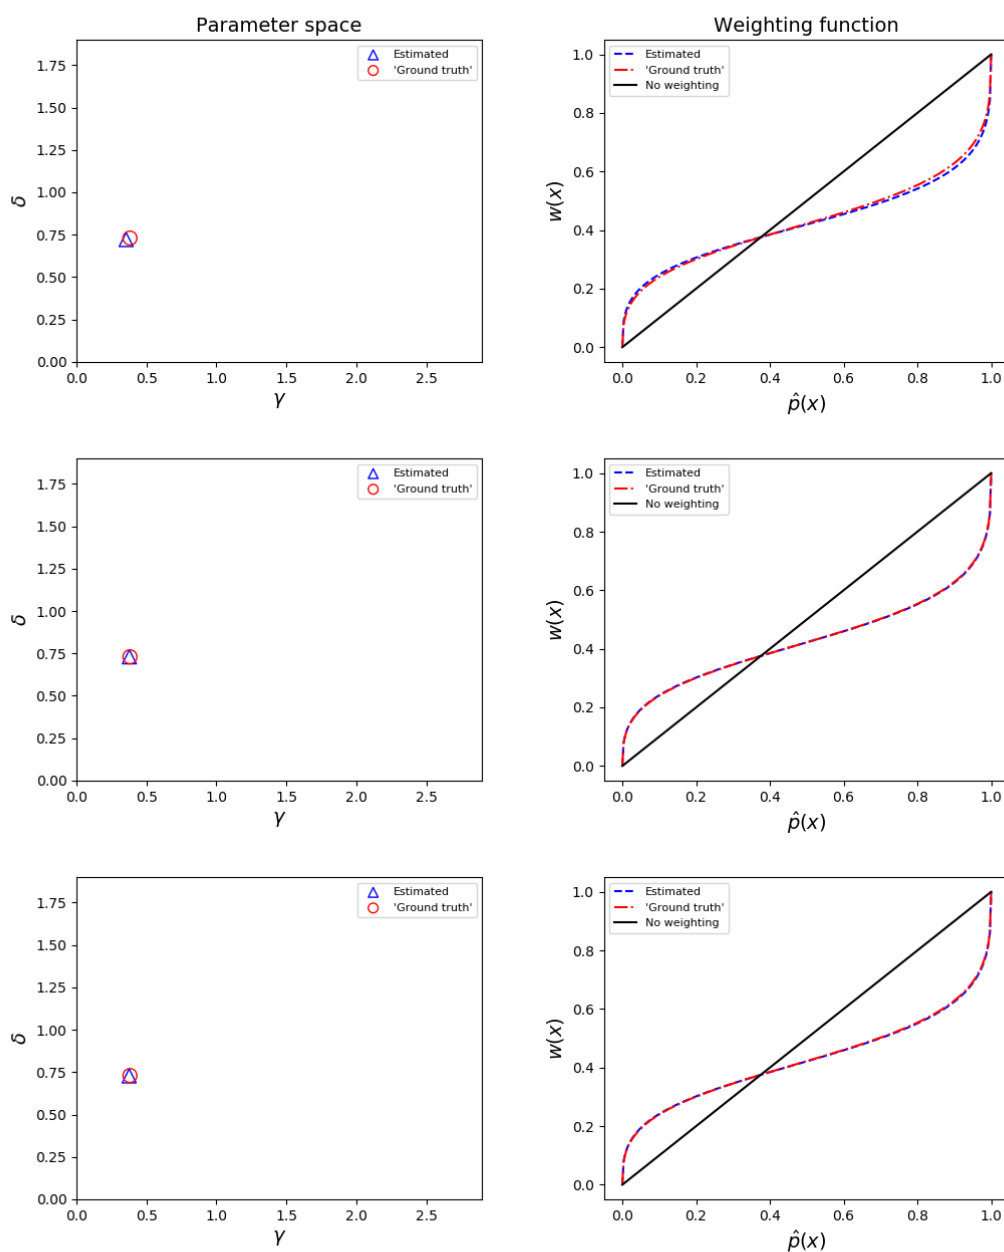 Parameter space
Weighting function
1.75
1.50
1.25
1.00
0.75
0.50
0.25
0.00
δ
0.0 0.5 1.0 1.5 2.0 2.5
γ
Estimated
'Ground truth'
1.0
0.8
0.6
0.4
0.2
0.0
w(x)
0.0 0.2 0.4 0.6 0.8 1.0
p̂(x)
Estimated
'Ground truth'
No weighting
1.75
1.50
1.25
1.00
0.75
0.50
0.25
0.00
δ
0.0 0.5 1.0 1.5 2.0 2.5
γ
Estimated
'Ground truth'
1.0
0.8
0.6
0.4
0.2
0.0
w(x)
0.0 0.2 0.4 0.6 0.8 1.0
p̂(x)
Estimated
'Ground truth'
No weighting
1.75
1.50
1.25
1.00
0.75
0.50
0.25
0.00
δ
0.0 0.5 1.0 1.5 2.0 2.5
γ
Estimated
'Ground truth'
1.0
0.8
0.6
0.4
0.2
0.0
w(x)
0.0 0.2 0.4 0.6 0.8 1.0
p̂(x)
Estimated
'Ground truth'
No weighting